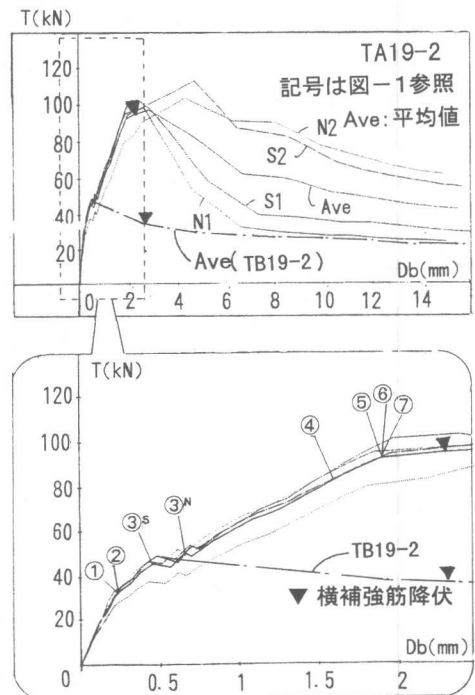 T(kN)
TA19-2
記号は図－1参照
Ave:平均値
120
100
80
60
40
20
N2
S2
Ave
S1
N1
Ave(TB19-2)
Db(mm)
0 2 4 6 8 10 12 14
T(kN)
120
100
80
60
40
20
0
① ② ③S ③N ④ ⑤ ⑥ ⑦
TB19-2
▼横補強筋降伏
Db(mm)
0 0.5 1 1.5 2